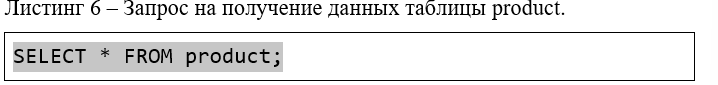 Листинг 6 – Запрос на получение данных таблицы product.
SELECT * FROM product;